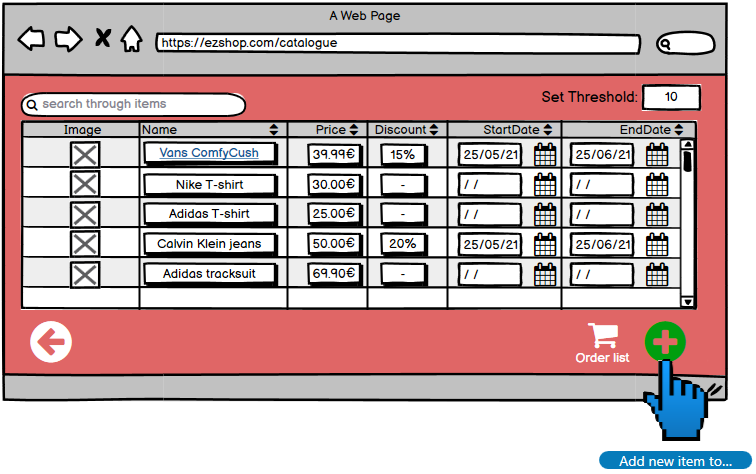 A Web Page
https://ezshop.com/catalogue
Set Threshold: 10
search through items
Image Name Price Discount StartDate EndDate
Vans ComfyCush 39.99€ 15% 25/05/21 25/06/21
Nike T-shirt 30.00€ - / / / /
Adidas T-shirt 25.00€ - / / / /
Calvin Klein jeans 50.00€ 20% 25/05/21 25/06/21
Adidas tracksuit 69.90€ - / / / /
Order list
Add new item to...